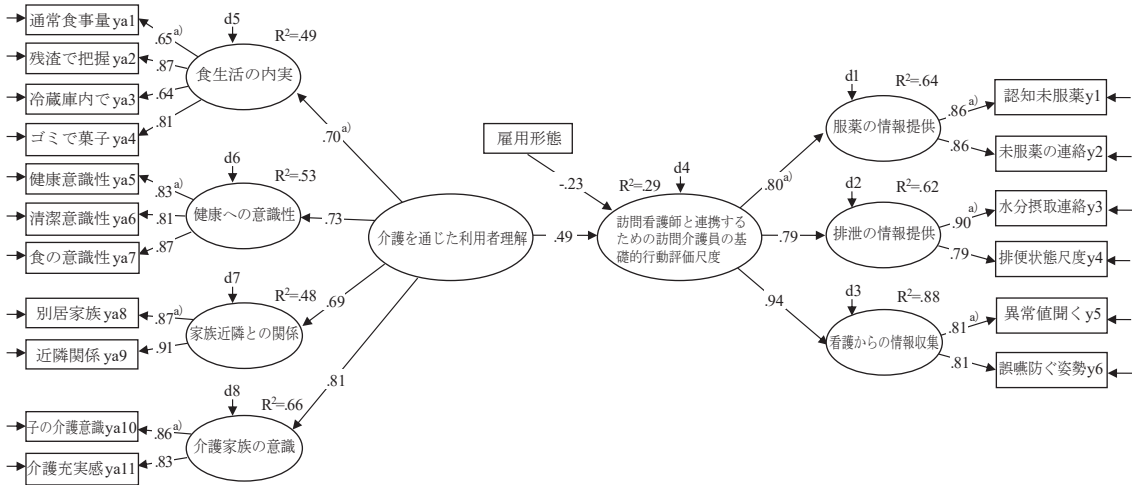 通常食事量ya1
残渣で把握ya2
冷蔵庫内でya3
ゴミで菓子ya4
.65a)
.87
.64
.81
d5
R2=.49
食生活の内実
.70a)
健康意識性ya5
清潔意識性ya6
食の意識性ya7
.83a)
.81
.87
d6
R2=.53
健康への意識性
.73
別居家族ya8
近隣関係ya9
.87a)
.91
d7
R2=.48
家族近隣との関係
.69
子の介護意識ya10
介護充実感ya11
.86a)
.83
d8
R2=.66
介護家族の意識
.81
介護を通じた利用者理解
.49
雇用形態
-.23
R2=.29
d4
訪問看護師と連携する
ための訪問介護員の基
礎的行動評価尺度
.80a)
.79
.94
d1
R2=.64
服薬の情報提供
.86a)
.86
認知未服薬y1
未服薬の連絡y2
d2
R2=.62
排泄の情報提供
.90a)
.79
水分摂取連絡y3
排便状態尺度y4
d3
R2=.88
看護からの情報収集
.81a)
.81
異常値聞くy5
誤嚥防ぐ姿勢y6